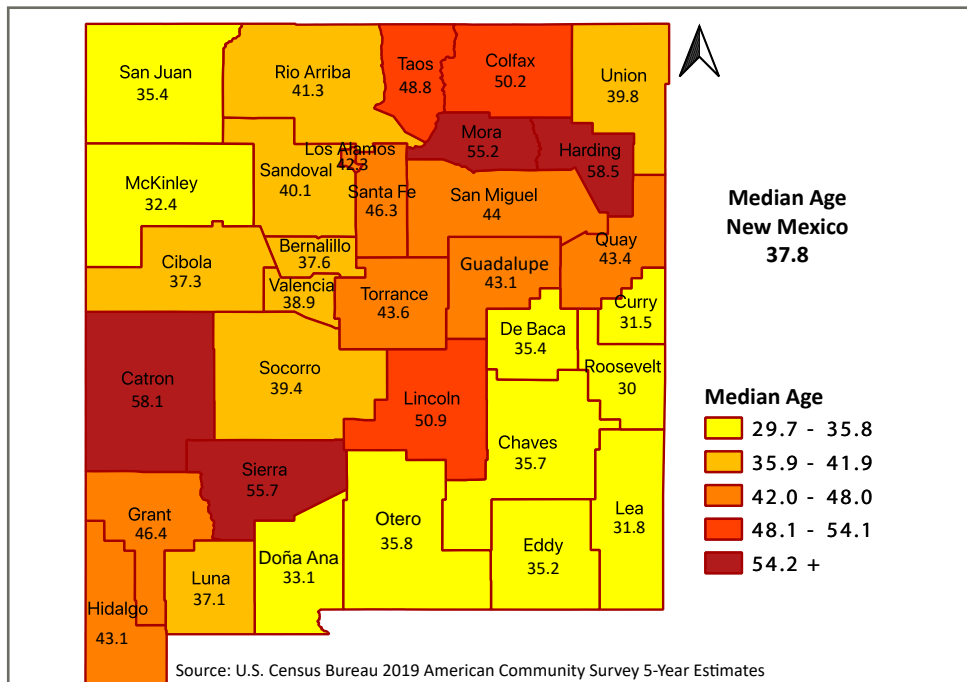 San Juan
35.4
Rio Arriba
41.3
Taos
48.8
Colfax
50.2
Union
39.8
Mora
55.2
Harding
58.5
Los Alamos
42.3
Sandoval
40.1
McKinley
32.4
Santa Fe
46.3
San Miguel
44
Quay
43.4
Bernalillo
37.6
Cibola
37.3
Valencia
38.9
Torrance
43.6
Guadalupe
43.1
Curry
31.5
De Baca
35.4
Roosevelt
30
Catron
58.1
Socorro
39.4
Lincoln
50.9
Chaves
35.7
Sierra
55.7
Grant
46.4
Otero
35.8
Lea
31.8
Eddy
35.2
Doña Ana
33.1
Luna
37.1
Hidalgo
43.1
Median Age
New Mexico
37.8
Median Age
29.7 - 35.8
35.9 - 41.9
42.0 - 48.0
48.1 - 54.1
54.2 +
Source: U.S. Census Bureau 2019 American Community Survey 5-Year Estimates